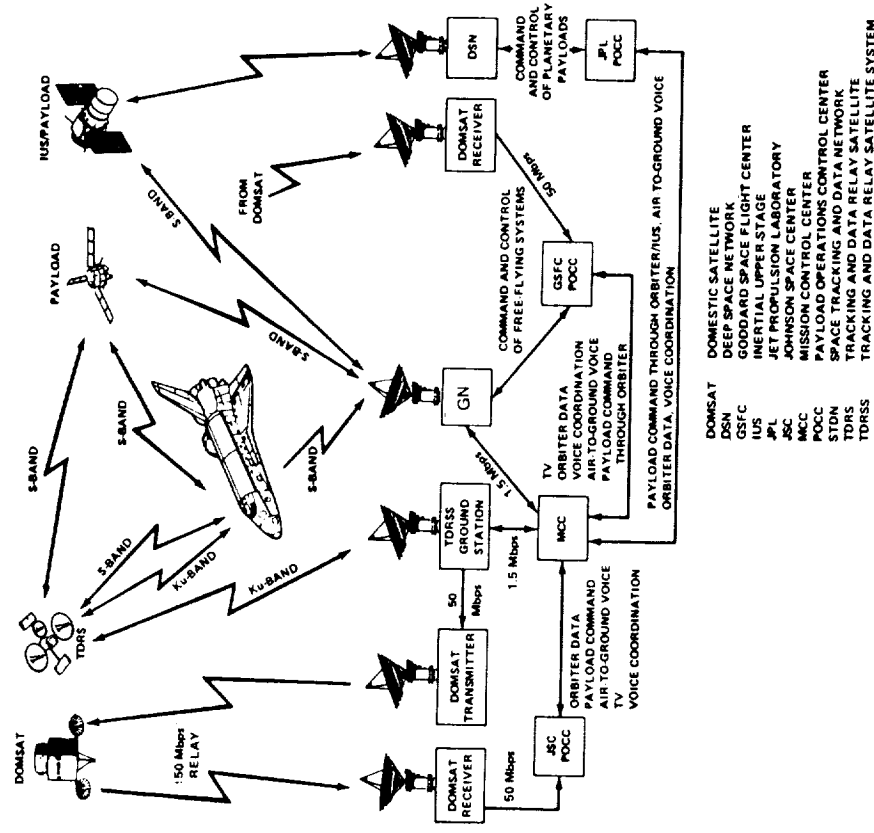 DOMSAT
TDRS
PAYLOAD
IUS/PAYLOAD
50 Mbps
RELAY
S-BAND
S-BAND
Ku-BAND
Ku-BAND
S-BAND
S-BAND
S-BAND
S-BAND
FROM
DOMSAT
DOMSAT
RECEIVER
DOMSAT
TRANSMITTER
TDRSS
GROUND
STATION
GN
DOMSAT
RECEIVER
DSN
50 Mbps
50
Mbps
1.5 Mbps
1.5 Mbps
COMMAND AND CONTROL
OF FREE-FLYING SYSTEMS
50 Mbps
COMMAND
AND CONTROL
OF PLANETARY
PAYLOADS
JSC
POCC
MCC
GSFC
POCC
JPL
POCC
ORBITER DATA
PAYLOAD COMMAND
AIR-TO-GROUND VOICE
TV
VOICE COORDINATION
TV
ORBITER DATA
VOICE COORDINATION
AIR-TO-GROUND VOICE
PAYLOAD COMMAND
THROUGH ORBITER
PAYLOAD COMMAND THROUGH ORBITER/IUS, AIR TO-GROUND VOICE
ORBITER DATA, VOICE COORDINATION
DOMSAT DOMESTIC SATELLITE
DSN DEEP SPACE NETWORK
GSFC GODDARD SPACE FLIGHT CENTER
IUS INERTIAL UPPER STAGE
JPL JET PROPULSION LABORATORY
JSC JOHNSON SPACE CENTER
MCC MISSION CONTROL CENTER
POCC PAYLOAD OPERATIONS CONTROL CENTER
STDN SPACE TRACKING AND DATA NETWORK
TDRS TRACKING AND DATA RELAY SATELLITE
TDRSS TRACKING AND DATA RELAY SATELLITE SYSTEM